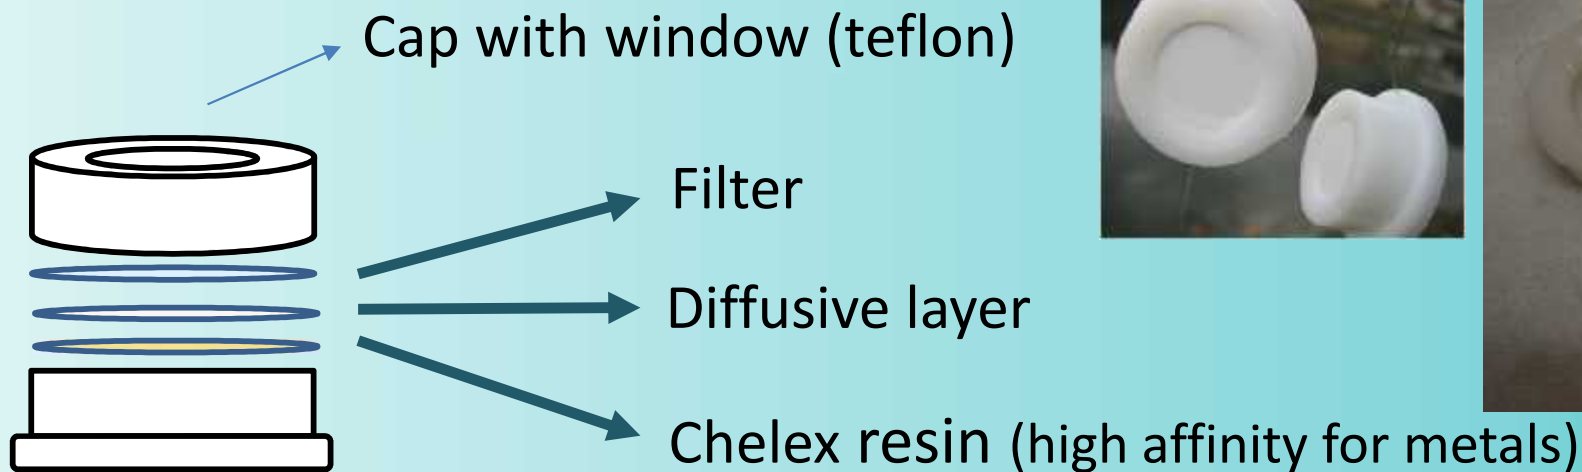 Cap with window (teflon)
Filter
Diffusive layer
Chelex resin (high affinity for metals)